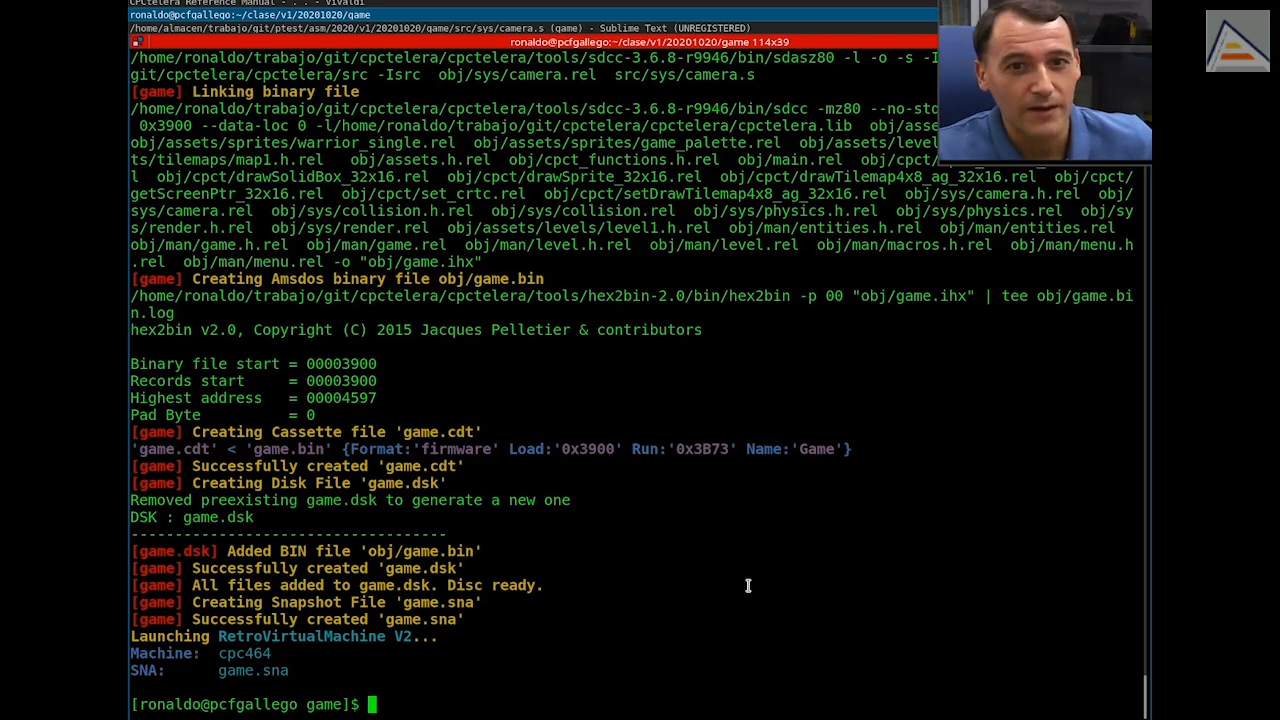 CPCtelera Reference Manual - . . - Vivaldi
ronaldo@pcfgallego:~/clase/v1/20201020/game
/home/almacen/trabajo/git/ptest/asm/2020/v1/20201020/game/src/sys/camera.s (game) - Sublime Text (UNREGISTERED)
ronaldo@pcfgallego:~/clase/v1/20201020/game 114x39
/home/ronaldo/trabajo/git/cpctelera/cpctelera/tools/sdcc-3.6.8-r9946/bin/sdasz80 -l -o -s -I
git/cpctelera/cpctelera/src -Isrc  obj/sys/camera.rel  src/sys/camera.s
[game] Linking binary file
/home/ronaldo/trabajo/git/cpctelera/cpctelera/tools/sdcc-3.6.8-r9946/bin/sdcc -mz80 --no-std
 0x3900 --data-loc 0 -l/home/ronaldo/trabajo/git/cpctelera/cpctelera/cpctelera.lib  obj/asse
obj/assets/sprites/warrior_single.rel  obj/assets/sprites/game_palette.rel  obj/assets/level
ts/tilemaps/map1.h.rel  obj/assets.h.rel  obj/cpct_functions.h.rel  obj/main.rel  obj/cpct/
l  obj/cpct/drawSolidBox_32x16.rel  obj/cpct/drawSprite_32x16.rel  obj/cpct/drawTilemap4x8_ag_32x16.rel  obj/cpct/
getScreenPtr_32x16.rel  obj/cpct/set_crtc.rel  obj/cpct/setDrawTilemap4x8_ag_32x16.rel  obj/sys/camera.h.rel  obj/
sys/camera.rel  obj/sys/collision.h.rel  obj/sys/collision.rel  obj/sys/physics.h.rel  obj/sys/physics.rel  obj/sy
s/render.h.rel  obj/sys/render.rel  obj/assets/levels/level1.h.rel  obj/man/entities.h.rel  obj/man/entities.rel
obj/man/game.h.rel  obj/man/game.rel  obj/man/level.h.rel  obj/man/level.rel  obj/man/macros.h.rel  obj/man/menu.h
.rel  obj/man/menu.rel -o "obj/game.ihx"
[game] Creating Amsdos binary file obj/game.bin
/home/ronaldo/trabajo/git/cpctelera/cpctelera/tools/hex2bin-2.0/bin/hex2bin -p 00 "obj/game.ihx" | tee obj/game.bi
n.log
hex2bin v2.0, Copyright (C) 2015 Jacques Pelletier & contributors
Binary file start = 00003900
Records start     = 00003900
Highest address   = 00004597
Pad Byte          = 0
[game] Creating Cassette file 'game.cdt'
'game.cdt' < 'game.bin' {Format:'firmware' Load:'0x3900' Run:'0x3B73' Name:'Game'}
[game] Successfully created 'game.cdt'
[game] Creating Disk File 'game.dsk'
Removed preexisting game.dsk to generate a new one
DSK : game.dsk
------------------------------------
[game.dsk] Added BIN file 'obj/game.bin'
[game] Successfully created 'game.dsk'
[game] All files added to game.dsk. Disc ready.
[game] Creating Snapshot File 'game.sna'
[game] Successfully created 'game.sna'
Launching RetroVirtualMachine V2...
Machine:  cpc464
SNA:      game.sna
[ronaldo@pcfgallego game]$